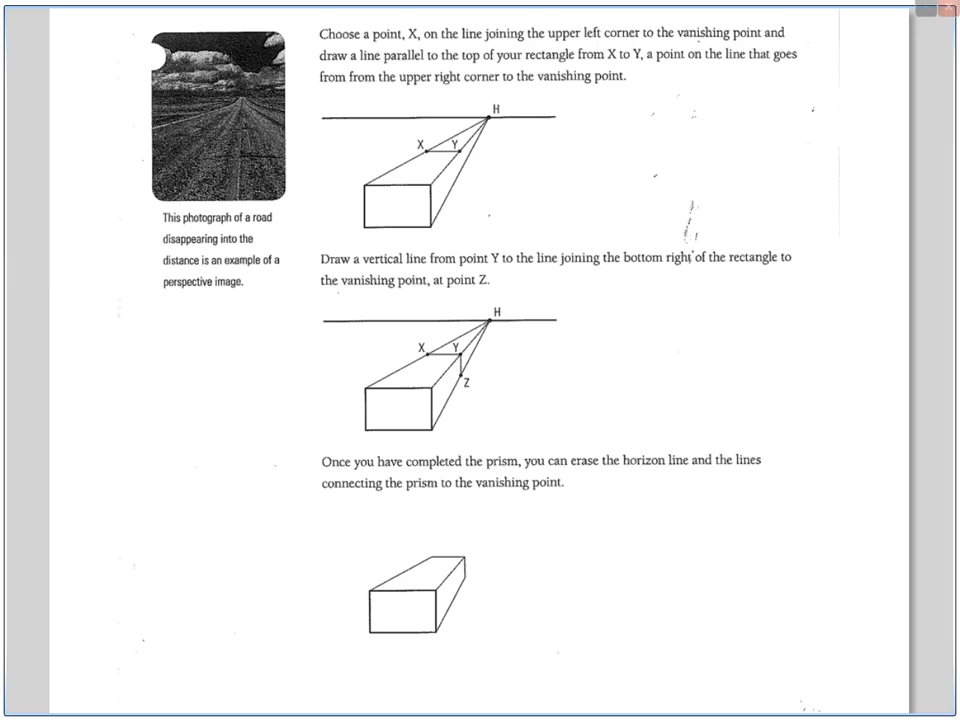 Choose a point, X, on the line joining the upper left corner to the vanishing point and
draw a line parallel to the top of your rectangle from X to Y, a point on the line that goes
from from the upper right corner to the vanishing point.
H
X
Y
This photograph of a road
disappearing into the
distance is an example of a
perspective image.
Draw a vertical line from point Y to the line joining the bottom right of the rectangle to
the vanishing point, at point Z.
H
X
Y
Z
Once you have completed the prism, you can erase the horizon line and the lines
connecting the prism to the vanishing point.